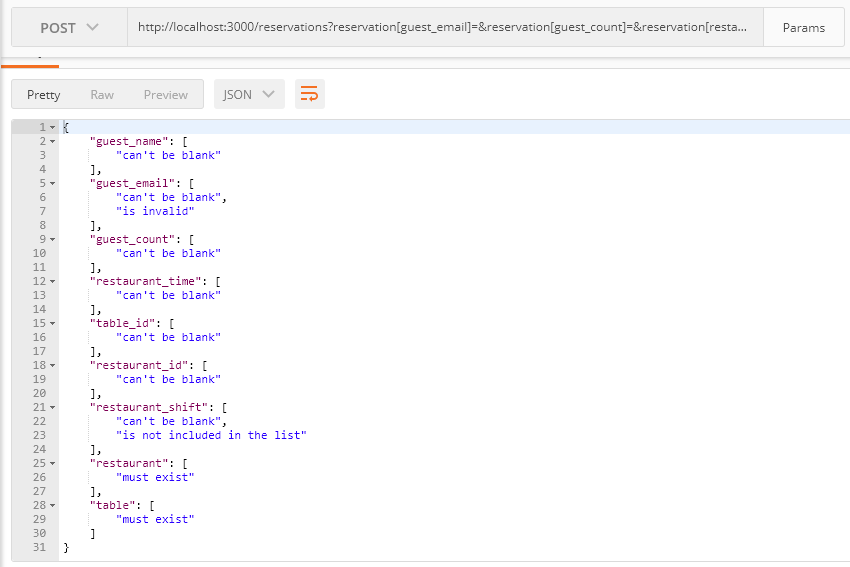 POST http://localhost:3000/reservations?reservation[guest_email]=&reservation[guest_count]=&reservation[resta... Params
Pretty Raw Preview JSON
1 {
2 "guest_name": [
3 "can't be blank"
4 ],
5 "guest_email": [
6 "can't be blank",
7 "is invalid"
8 ],
9 "guest_count": [
10 "can't be blank"
11 ],
12 "restaurant_time": [
13 "can't be blank"
14 ],
15 "table_id": [
16 "can't be blank"
17 ],
18 "restaurant_id": [
19 "can't be blank"
20 ],
21 "restaurant_shift": [
22 "can't be blank",
23 "is not included in the list"
24 ],
25 "restaurant": [
26 "must exist"
27 ],
28 "table": [
29 "must exist"
30 ]
31 }